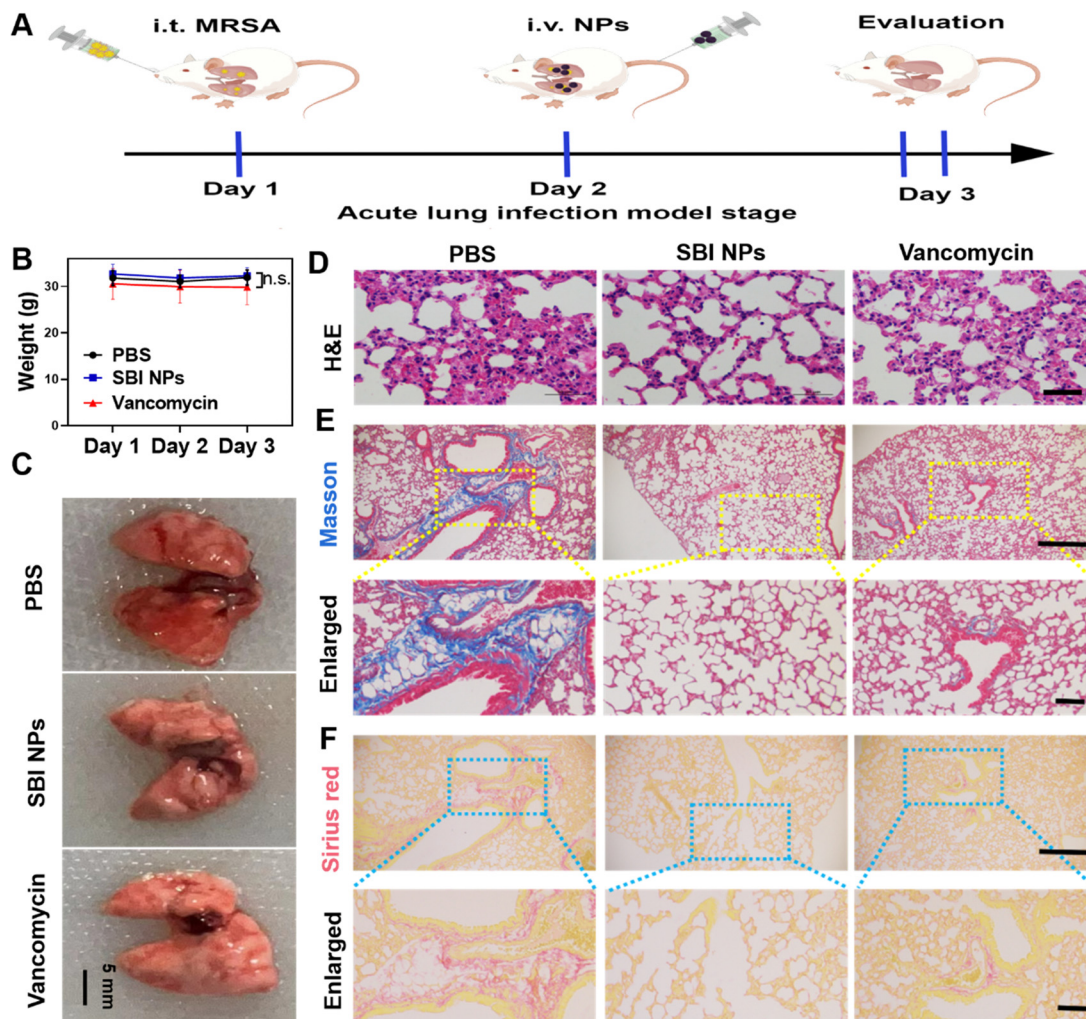 A
i.t. MRSA
i.v. NPs
Evaluation
Day 1
Day 2
Day 3
Acute lung infection model stage
B
Weight (g)
30
20
10
0
n.s.
PBS
SBI NPs
Vancomycin
Day 1 Day 2 Day 3
C
PBS
SBI NPs
Vancomycin
5 mm
D
PBS
SBI NPs
Vancomycin
H&E
E
Masson
Enlarged
F
Sirius red
Enlarged